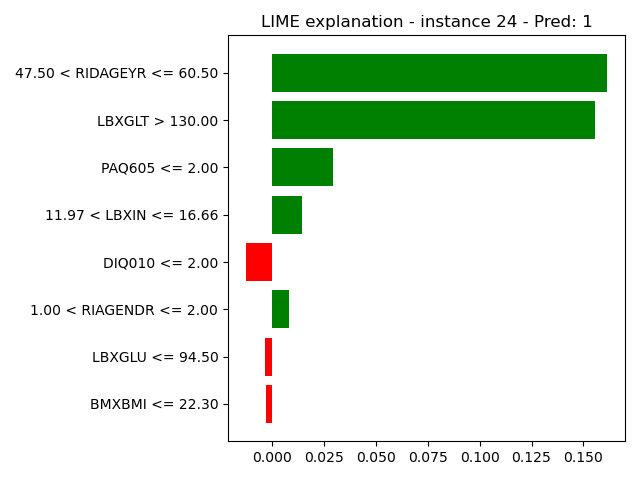 LIME explanation - instance 24 - Pred: 1
47.50 < RIDAGEYR <= 60.50
LBXGLT > 130.00
PAQ605 <= 2.00
11.97 < LBXIN <= 16.66
DIQ010 <= 2.00
1.00 < RIAGENDR <= 2.00
LBXGLU <= 94.50
BMXBMI <= 22.30
0.000 0.025 0.050 0.075 0.100 0.125 0.150